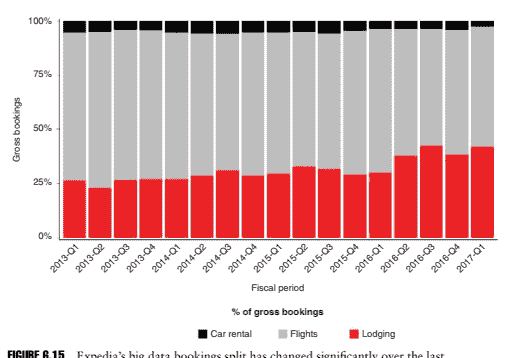 100%
75%
50%
25%
0%
Gross bookings
2013-Q1
2013-Q2
2013-Q3
2013-Q4
2014-Q1
2014-Q2
2014-Q3
2014-Q4
2015-Q1
2015-Q2
2015-Q3
2015-Q4
2016-Q1
2016-Q2
2016-Q3
2016-Q4
2017-Q1
Fiscal period
% of gross bookings
Car rental Flights Lodging
FIGURE 6.15 Expedia's big data bookings split has changed significantly over the last